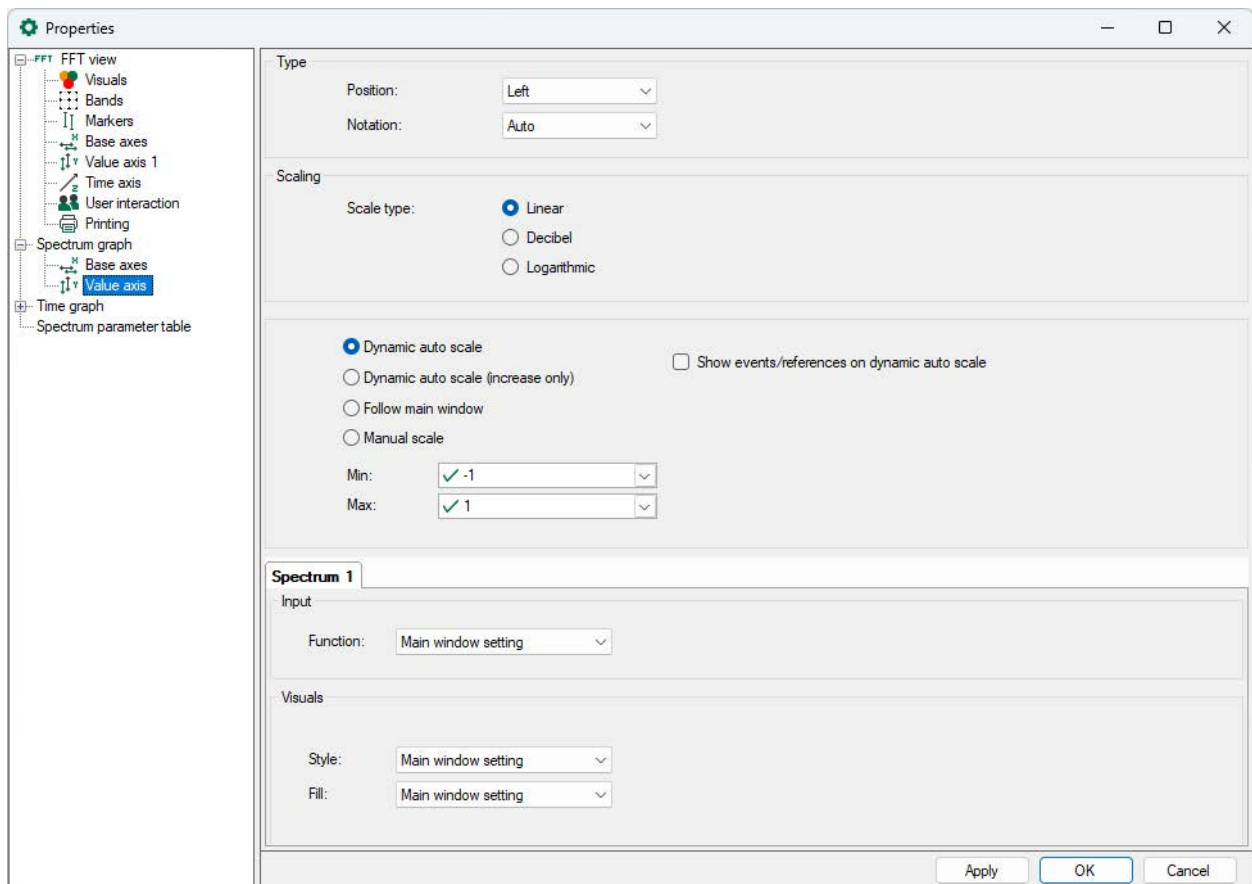 Properties
FFT FFT view
Visuals
Bands
Markers
X Base axes
Y Value axis 1
Z Time axis
User interaction
Printing
Spectrum graph
X Base axes
Y Value axis
Time graph
Spectrum parameter table
Type
Position: Left
Notation: Auto
Scaling
Scale type: Linear
Decibel
Logarithmic
Dynamic auto scale
Show events/references on dynamic auto scale
Dynamic auto scale (increase only)
Follow main window
Manual scale
Min: -1
Max: 1
Spectrum 1
Input
Function: Main window setting
Visuals
Style: Main window setting
Fill: Main window setting
Apply OK Cancel